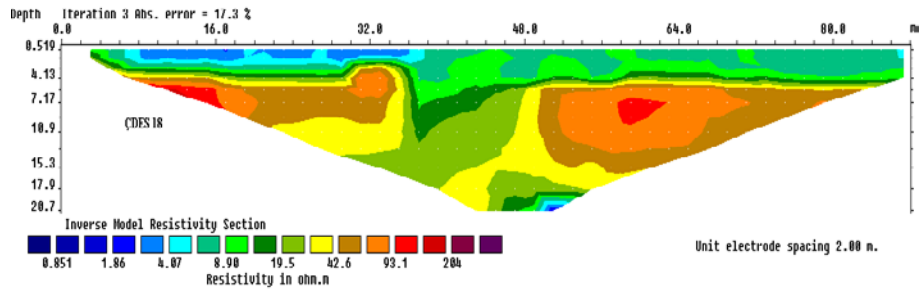 Depth Iteration 3 Abs. error = 17.3 %
0.0 16.0 32.0 48.0 64.0 80.0 m
0.519
4.13
7.17
10.9
15.3
17.9
20.7
ÇDES 18
Inverse Model Resistivity Section
0.851 1.86 4.07 8.90 19.5 42.6 93.1 204
Resistivity in ohm.m
Unit electrode spacing 2.00 m.